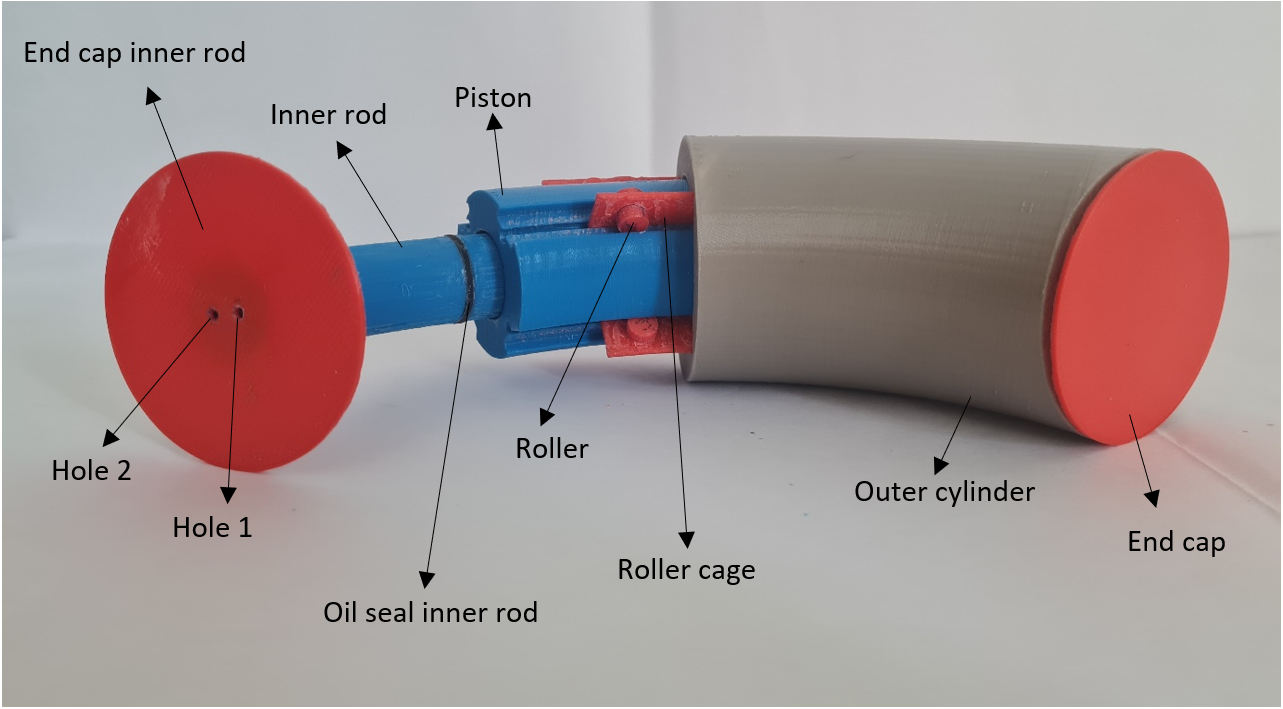 End cap inner rod
Piston
Inner rod
Hole 2
Roller
Outer cylinder
Hole 1
End cap
Roller cage
Oil seal inner rod